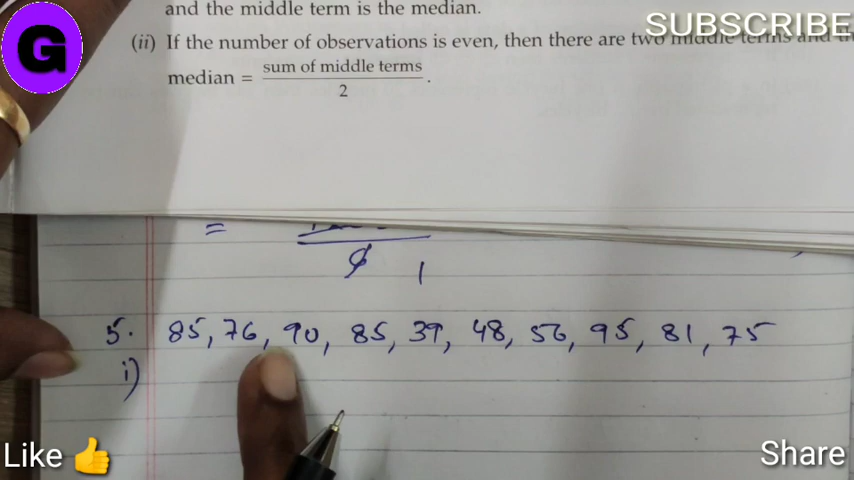 G
and the middle term is the median.
SUBSCRIBE
(ii) If the number of observations is even, then there are two middle terms and
median = sum of middle terms / 2 .
=
1
5. 85, 76, 90, 85, 39, 48, 56, 95, 81, 75
i)
Like 👍
Share